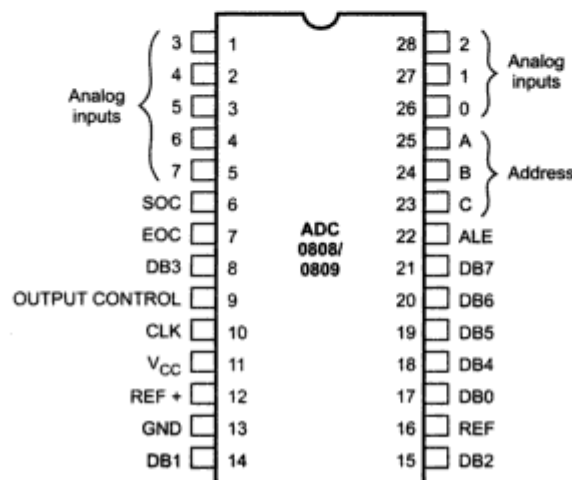 3 1 28 2
4 2 27 1
Analog inputs
5 3 26 0
Analog inputs
6 4 25 A
7 5 24 B
Address
SOC 6 23 C
EOC 7 22 ALE
ADC 0808/ 0809
DB3 8 21 DB7
OUTPUT CONTROL 9 20 DB6
CLK 10 19 DB5
VCC 11 18 DB4
REF + 12 17 DB0
GND 13 16 REF
DB1 14 15 DB2